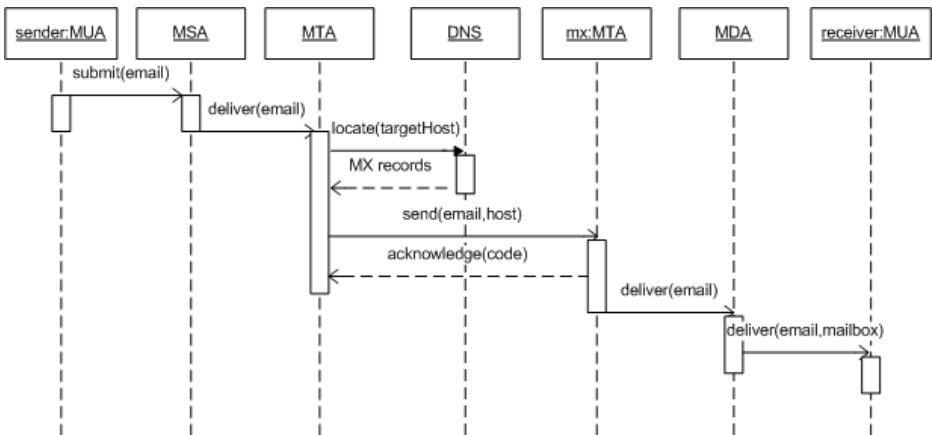 sender:MUA
MSA
MTA
DNS
mx:MTA
MDA
receiver:MUA
submit(email)
deliver(email)
locate(targetHost)
MX records
send(email,host)
acknowledge(code)
deliver(email)
deliver(email,mailbox)